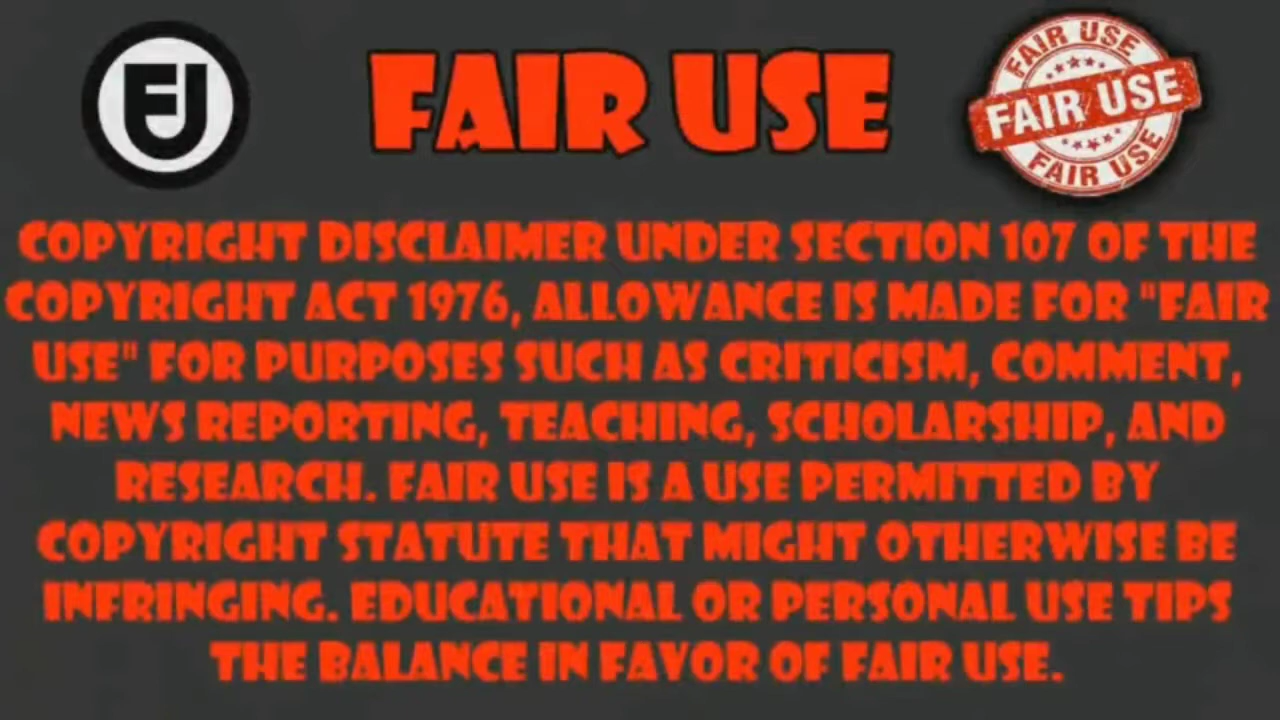 FJ
FAIR USE
FAIR USE
FAIR USE
FAIR USE
COPYRIGHT DISCLAIMER UNDER SECTION 107 OF THE
COPYRIGHT ACT 1976, ALLOWANCE IS MADE FOR "FAIR
USE" FOR PURPOSES SUCH AS CRITICISM, COMMENT,
NEWS REPORTING, TEACHING, SCHOLARSHIP, AND
RESEARCH. FAIR USE IS A USE PERMITTED BY
COPYRIGHT STATUTE THAT MIGHT OTHERWISE BE
INFRINGING. EDUCATIONAL OR PERSONAL USE TIPS
THE BALANCE IN FAVOR OF FAIR USE.